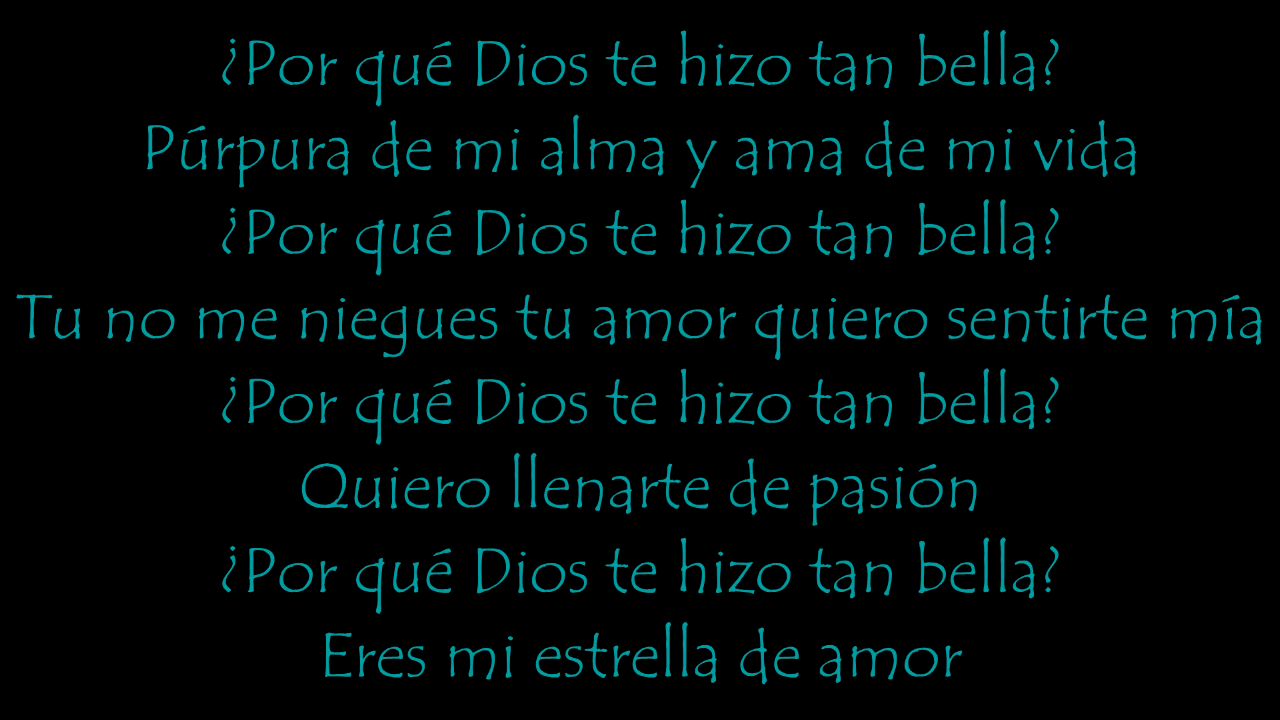 ¿Por qué Dios te hizo tan bella?
Púrpura de mi alma y ama de mi vida
¿Por qué Dios te hizo tan bella?
Tu no me niegues tu amor quiero sentirte mía
¿Por qué Dios te hizo tan bella?
Quiero llenarte de pasión
¿Por qué Dios te hizo tan bella?
Eres mi estrella de amor